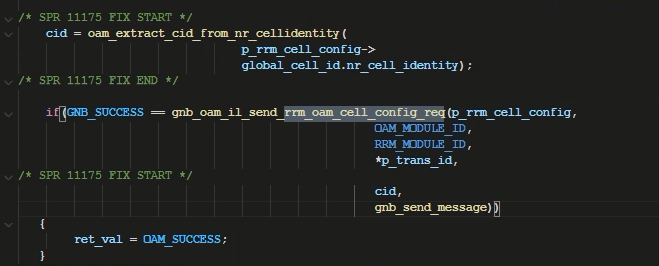 /* SPR 11175 FIX START */
cid = oam_extract_cid_from_nr_cellidentity(
p_rrm_cell_config->
global_cell_id.nr_cell_identity);
/* SPR 11175 FIX END */
if(GNB_SUCCESS == gnb_oam_il_send_rrm_oam_cell_config_req(p_rrm_cell_config,
OAM_MODULE_ID,
RRM_MODULE_ID,
*p_trans_id,
/* SPR 11175 FIX START */
cid,
gnb_send_message))
{
ret_val = OAM_SUCCESS;
}